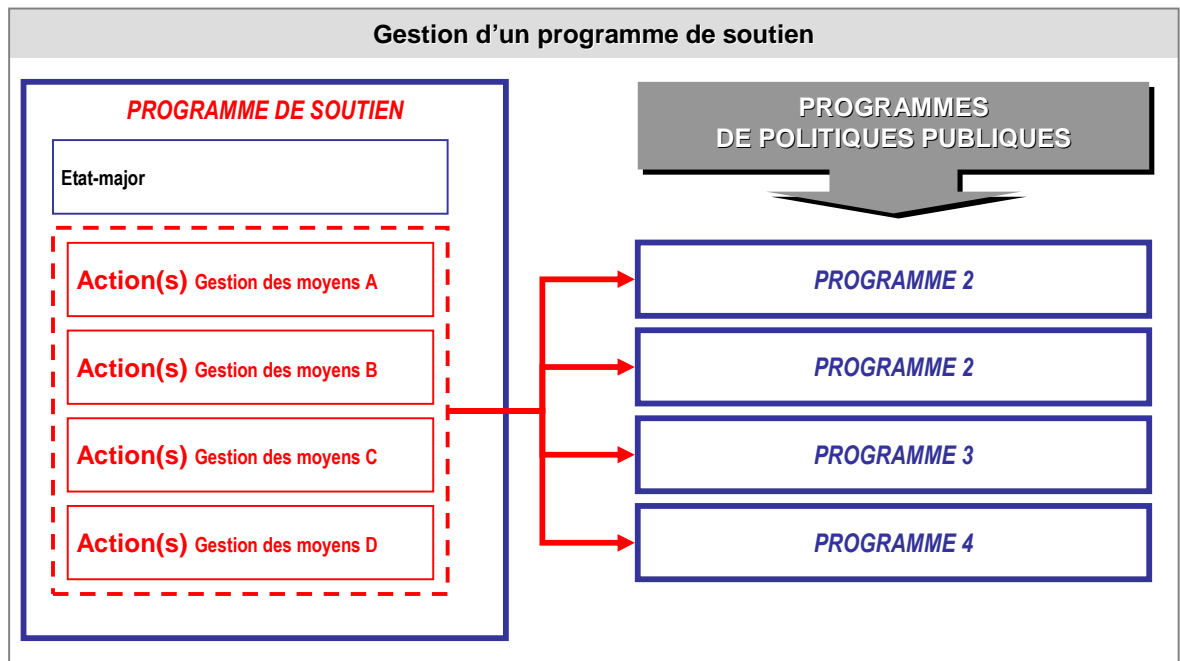 Gestion d’un programme de soutien
PROGRAMME DE SOUTIEN
Etat-major
Action(s) Gestion des moyens A
Action(s) Gestion des moyens B
Action(s) Gestion des moyens C
Action(s) Gestion des moyens D
PROGRAMMES
DE POLITIQUES PUBLIQUES
PROGRAMME 2
PROGRAMME 2
PROGRAMME 3
PROGRAMME 4